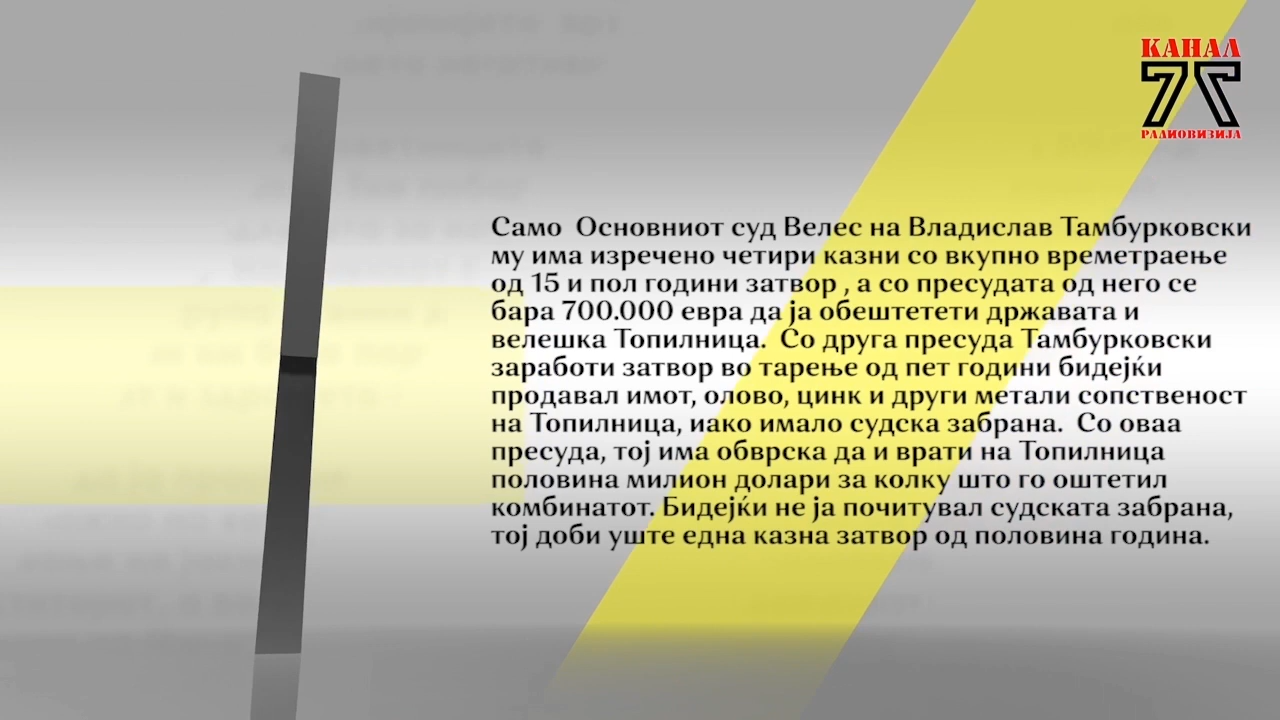 КАНАЛ
77
РАДИОВИЗИЈА
Само Основниот суд Велес на Владислав Тамбурковски
му има изречено четири казни со вкупно времетраење
од 15 и пол години затвор , а со пресудата од него се
бара 700.000 евра да ја обештетети државата и
велешка Топилница. Со друга пресуда Тамбурковски
заработи затвор во тарење од пет години бидејќи
продавал имот, олово, цинк и други метали сопственост
на Топилница, иако имало судска забрана. Со оваа
пресуда, тој има обврска да и врати на Топилница
половина милион долари за колку што го оштетил
комбинатот. Бидејќи не ја почитувал судската забрана,
тој доби уште една казна затвор од половина година.